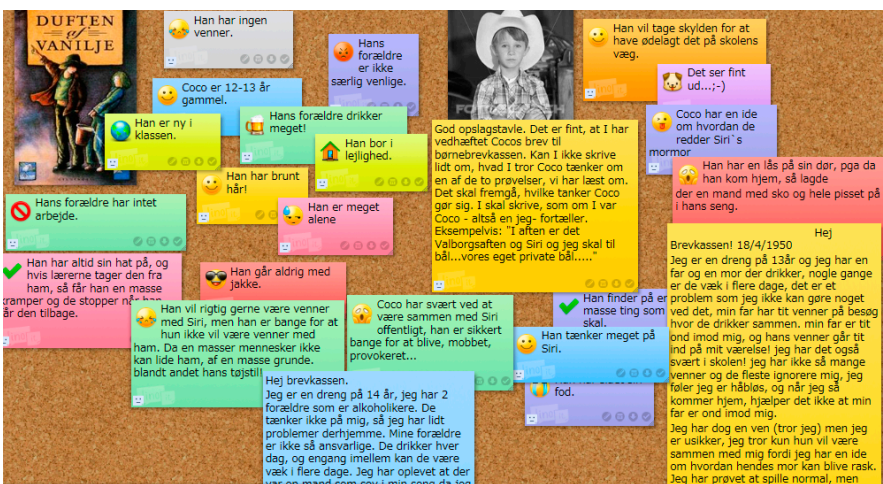 DUFTEN
af
VANILJE
Han har ingen
venner.
Hans
forældre
er ikke
særlig venlige.
Han vil tage skylden for at
have ødelagt det på skolens
væg.
Det ser fint
ud...;-)
Coco er 12-13 år
gammel.
Han er ny i
klassen.
Hans forældre drikker
meget!
Han bor i
lejlighed.
God opslagstavle. Det er fint, at I har
vedhæftet Cocos brev til
børnebrevkassen. Kan I ikke skrive
lidt om, hvad I tror Coco tænker om
en af de to prøvelser, vi har læst om.
Det skal fremgå, hvilke tanker Coco
gør sig. I skal skrive, som om I var
Coco - altså en jeg- fortæller.
Eksempelvis: "I aften er det
Valborgsaften og Siri og jeg skal til
bål...vores eget private bål....."
Coco har en ide
om hvordan de
redder Siri`s
mormor
Han har en lås på sin dør, pga da
han kom hjem, så lagde
der en mand med sko og hele pisset på
i hans seng.
Han har brunt
hår!
Han er meget
alene
Hans forældre har intet
arbejde.
Han har altid sin hat på, og
hvis lærerne tager den fra
ham, så får han en masse
kramper og de stopper når han
får den tilbage.
Han går aldrig med
jakke.
Han vil rigtig gerne være venner
med Siri, men han er bange for at
hun ikke vil være venner med
ham. Da en masser mennesker ikke
kan lide ham, af en masse grunde.
blandt andet hans tøjstil!
Coco har svært ved at
være sammen med Siri
offentligt, han er sikkert
bange for at blive, mobbet,
provokeret...
Han finder på en
masse ting som
skal.
Han tænker meget på
Siri.
fod.
Hej brevkassen.
Jeg er en dreng på 14 år, jeg har 2
forældre som er alkoholikere. De
tænker ikke på mig, så jeg har lidt
problemer derhjemme. Mine forældre
er ikke så ansvarlige. De drikker hver
dag, og engang imellem kan de være
væk i flere dage. Jeg har oplevet at der
var en mand som sov i min seng da jeg
Hej
Brevkassen! 18/4/1950
Jeg er en dreng på 13år og jeg har en
far og en mor der drikker, nogle gange
er de væk i flere dage, det er et
problem som jeg ikke kan gøre noget
ved det, min far har tit venner på besøg
hvor de drikker sammen. min far er tit
ond imod mig, og hans venner går tit
ind på mit værelse! jeg har det også
svært i skolen! jeg har ikke så mange
venner og de fleste ignorere mig, jeg
føler jeg er håbløs, og når jeg så
kommer hjem, hjælper det ikke at min
far er ond imod mig.
Jeg har dog en ven (tror jeg) men jeg
er usikker, jeg tror kun hun vil være
sammen med mig fordi jeg har en ide
om hvordan hendes mor kan blive rask.
Jeg har prøvet at spille normal, men